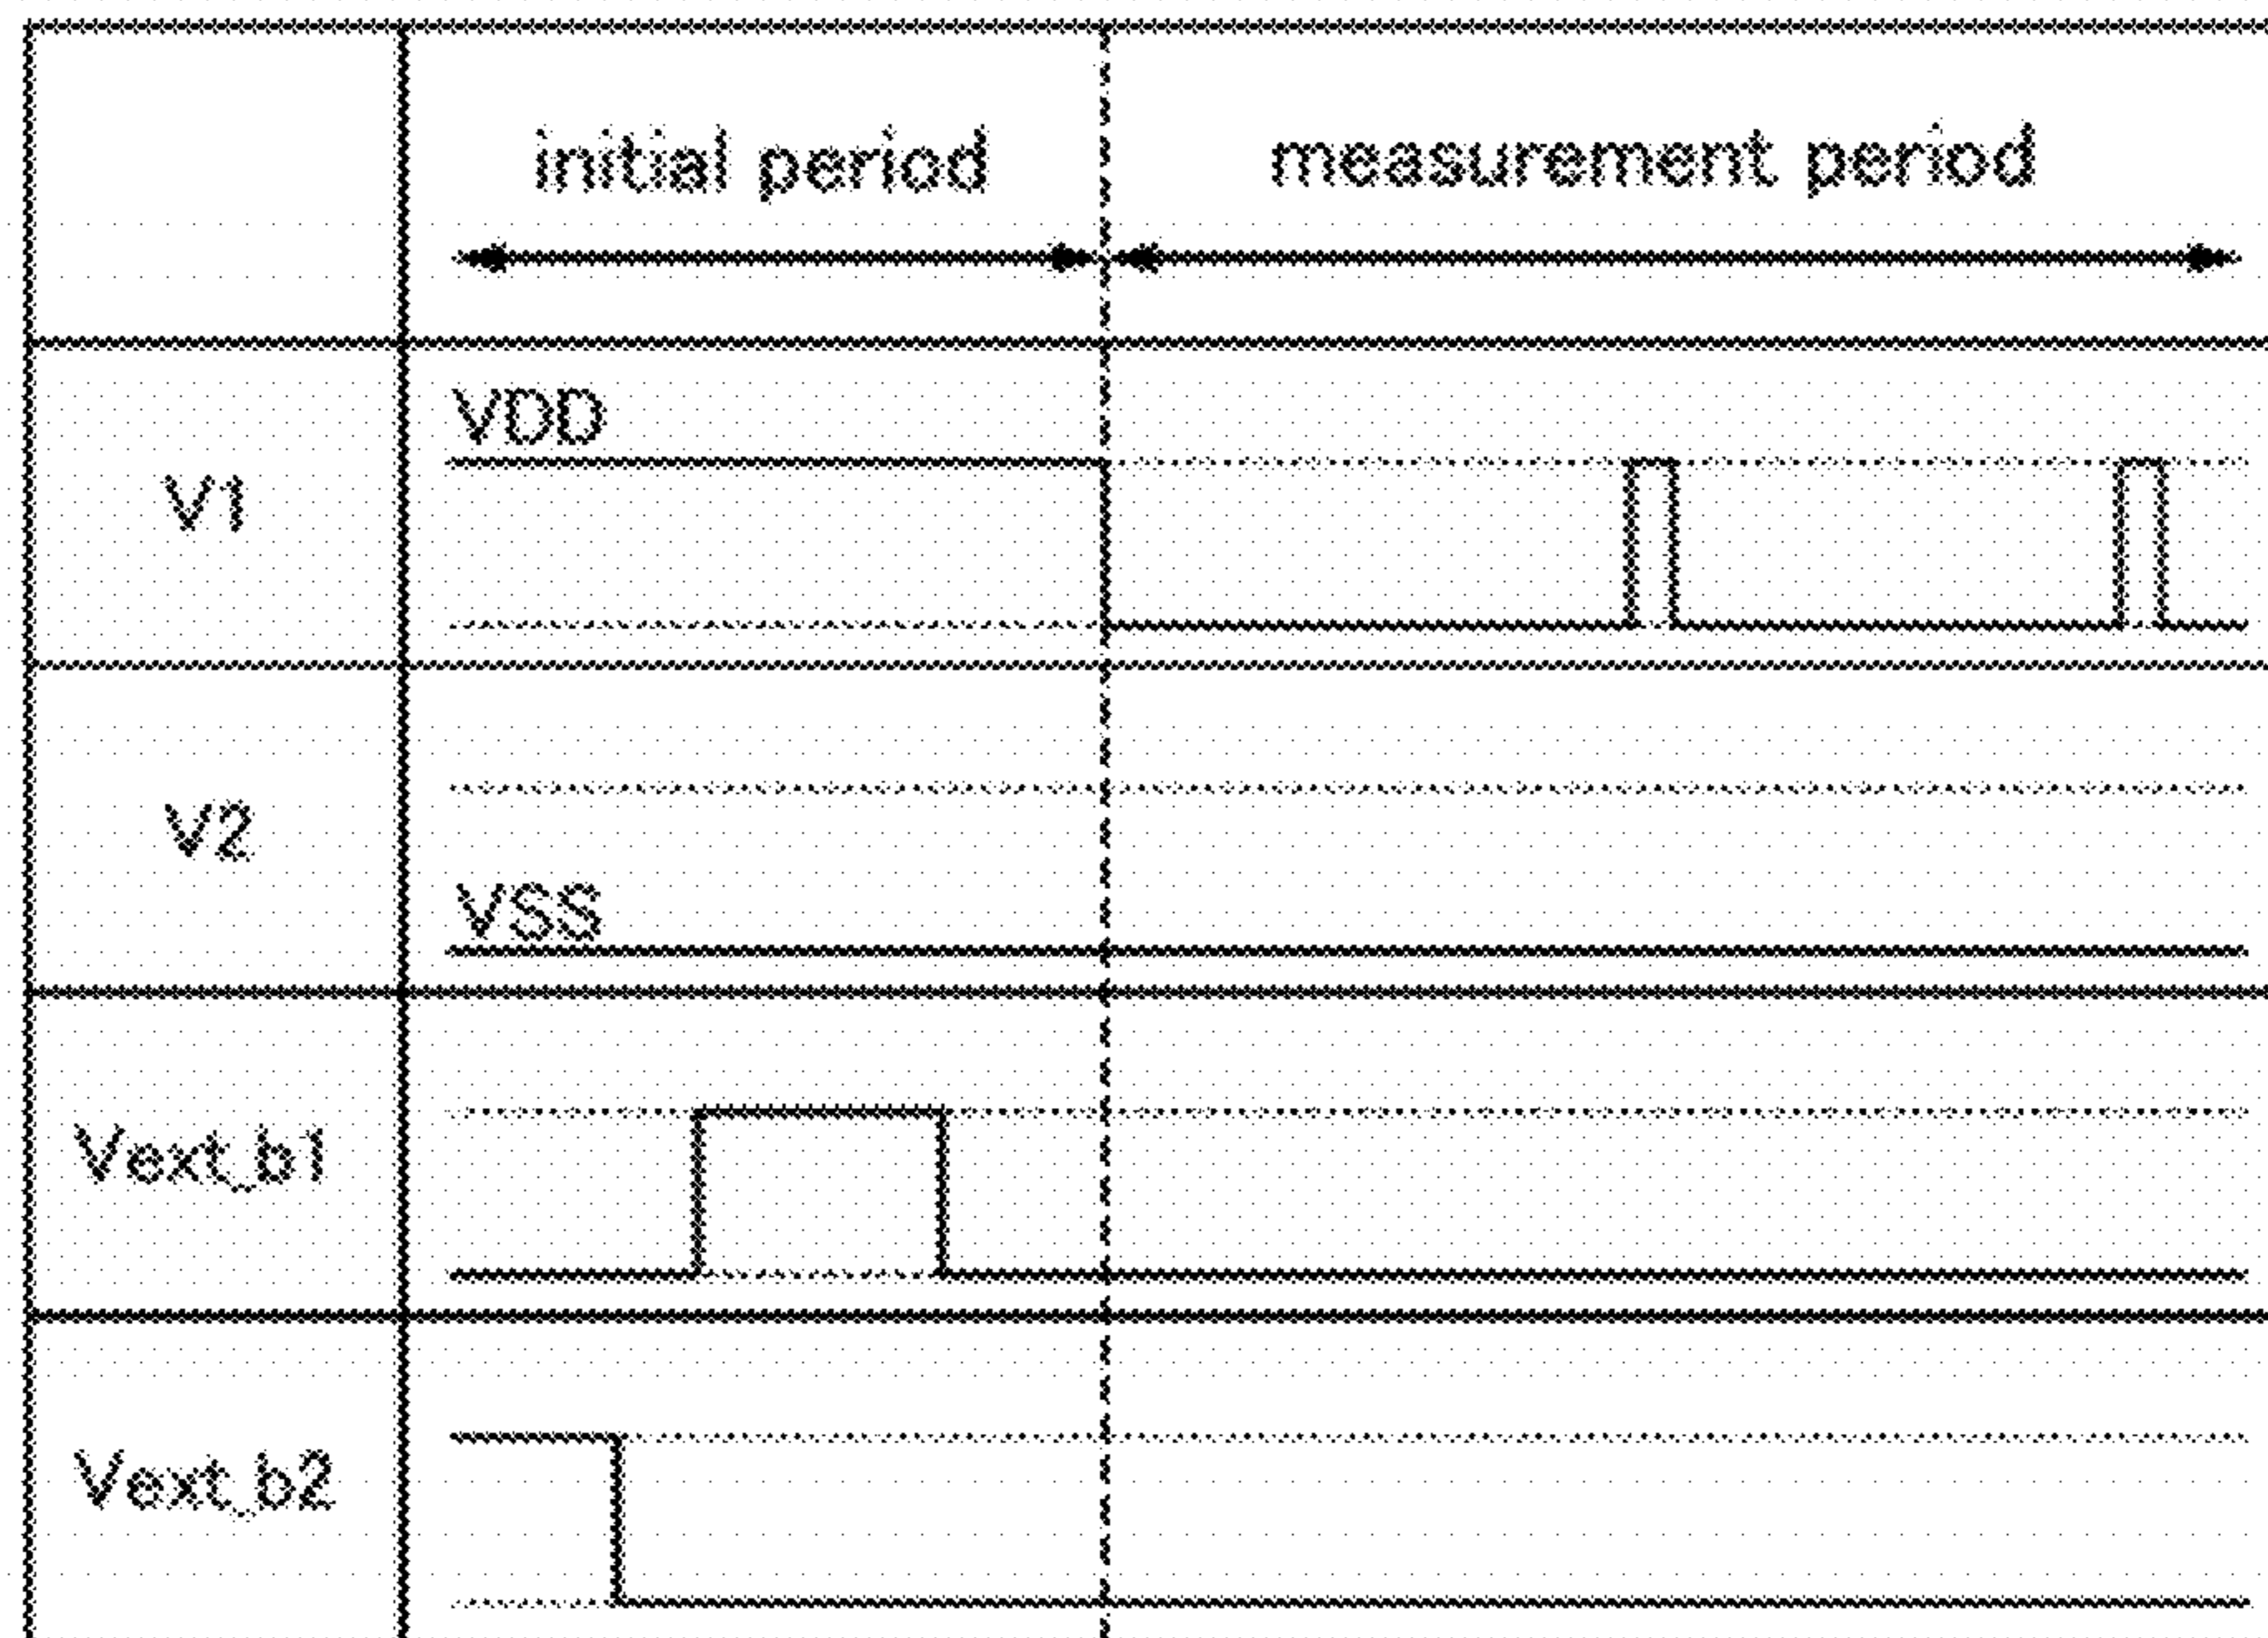 initial period measurement period
VDD
V1
V2
VSS
Vext_b1
Vext_b2